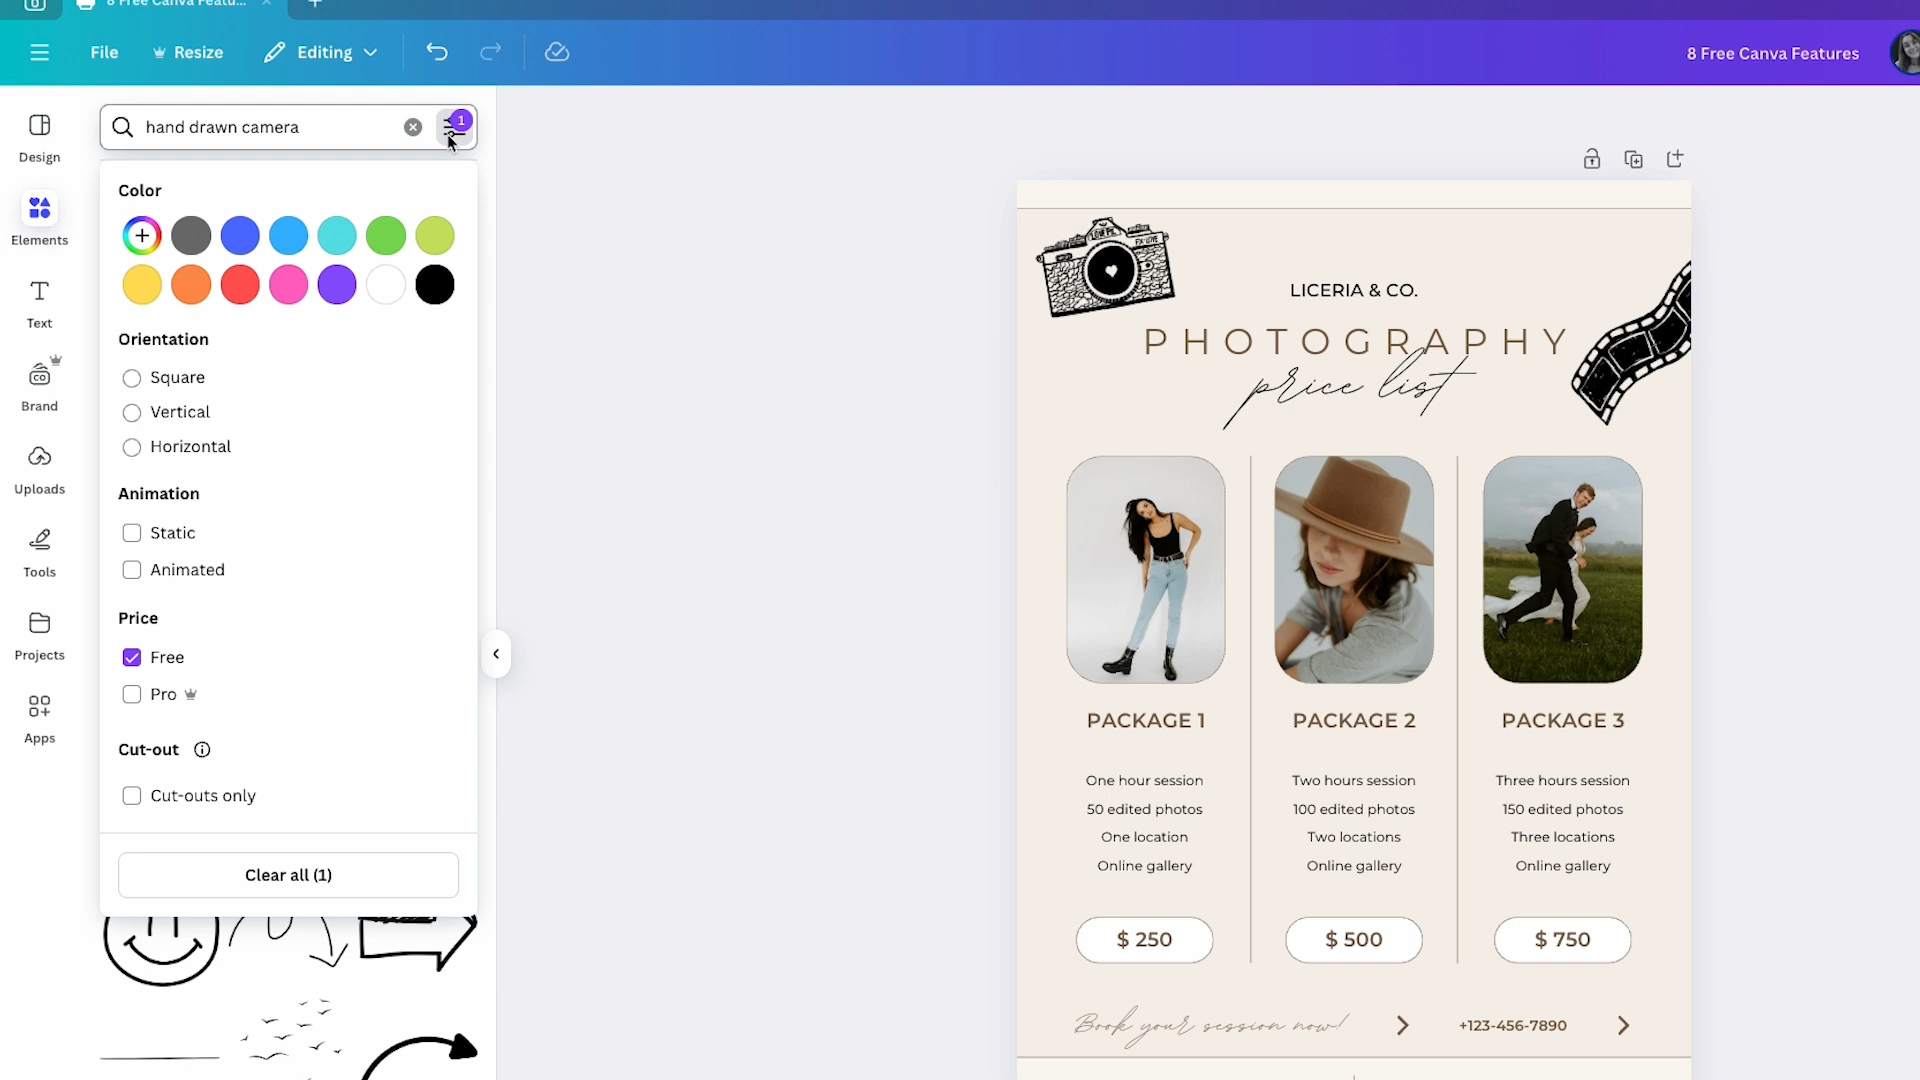 8 Free Canva Featu...
File
Resize
Editing
8 Free Canva Features
hand drawn camera
1
Design
Elements
Text
Brand
Uploads
Tools
Projects
Apps
Color
Orientation
Square
Vertical
Horizontal
Animation
Static
Animated
Price
Free
Pro
Cut-out
Cut-outs only
Clear all (1)
LICERIA & CO.
PHOTOGRAPHY
price list
PACKAGE 1
One hour session
50 edited photos
One location
Online gallery
$ 250
PACKAGE 2
Two hours session
100 edited photos
Two locations
Online gallery
$ 500
PACKAGE 3
Three hours session
150 edited photos
Three locations
Online gallery
$ 750
Book your session now!
+123-456-7890